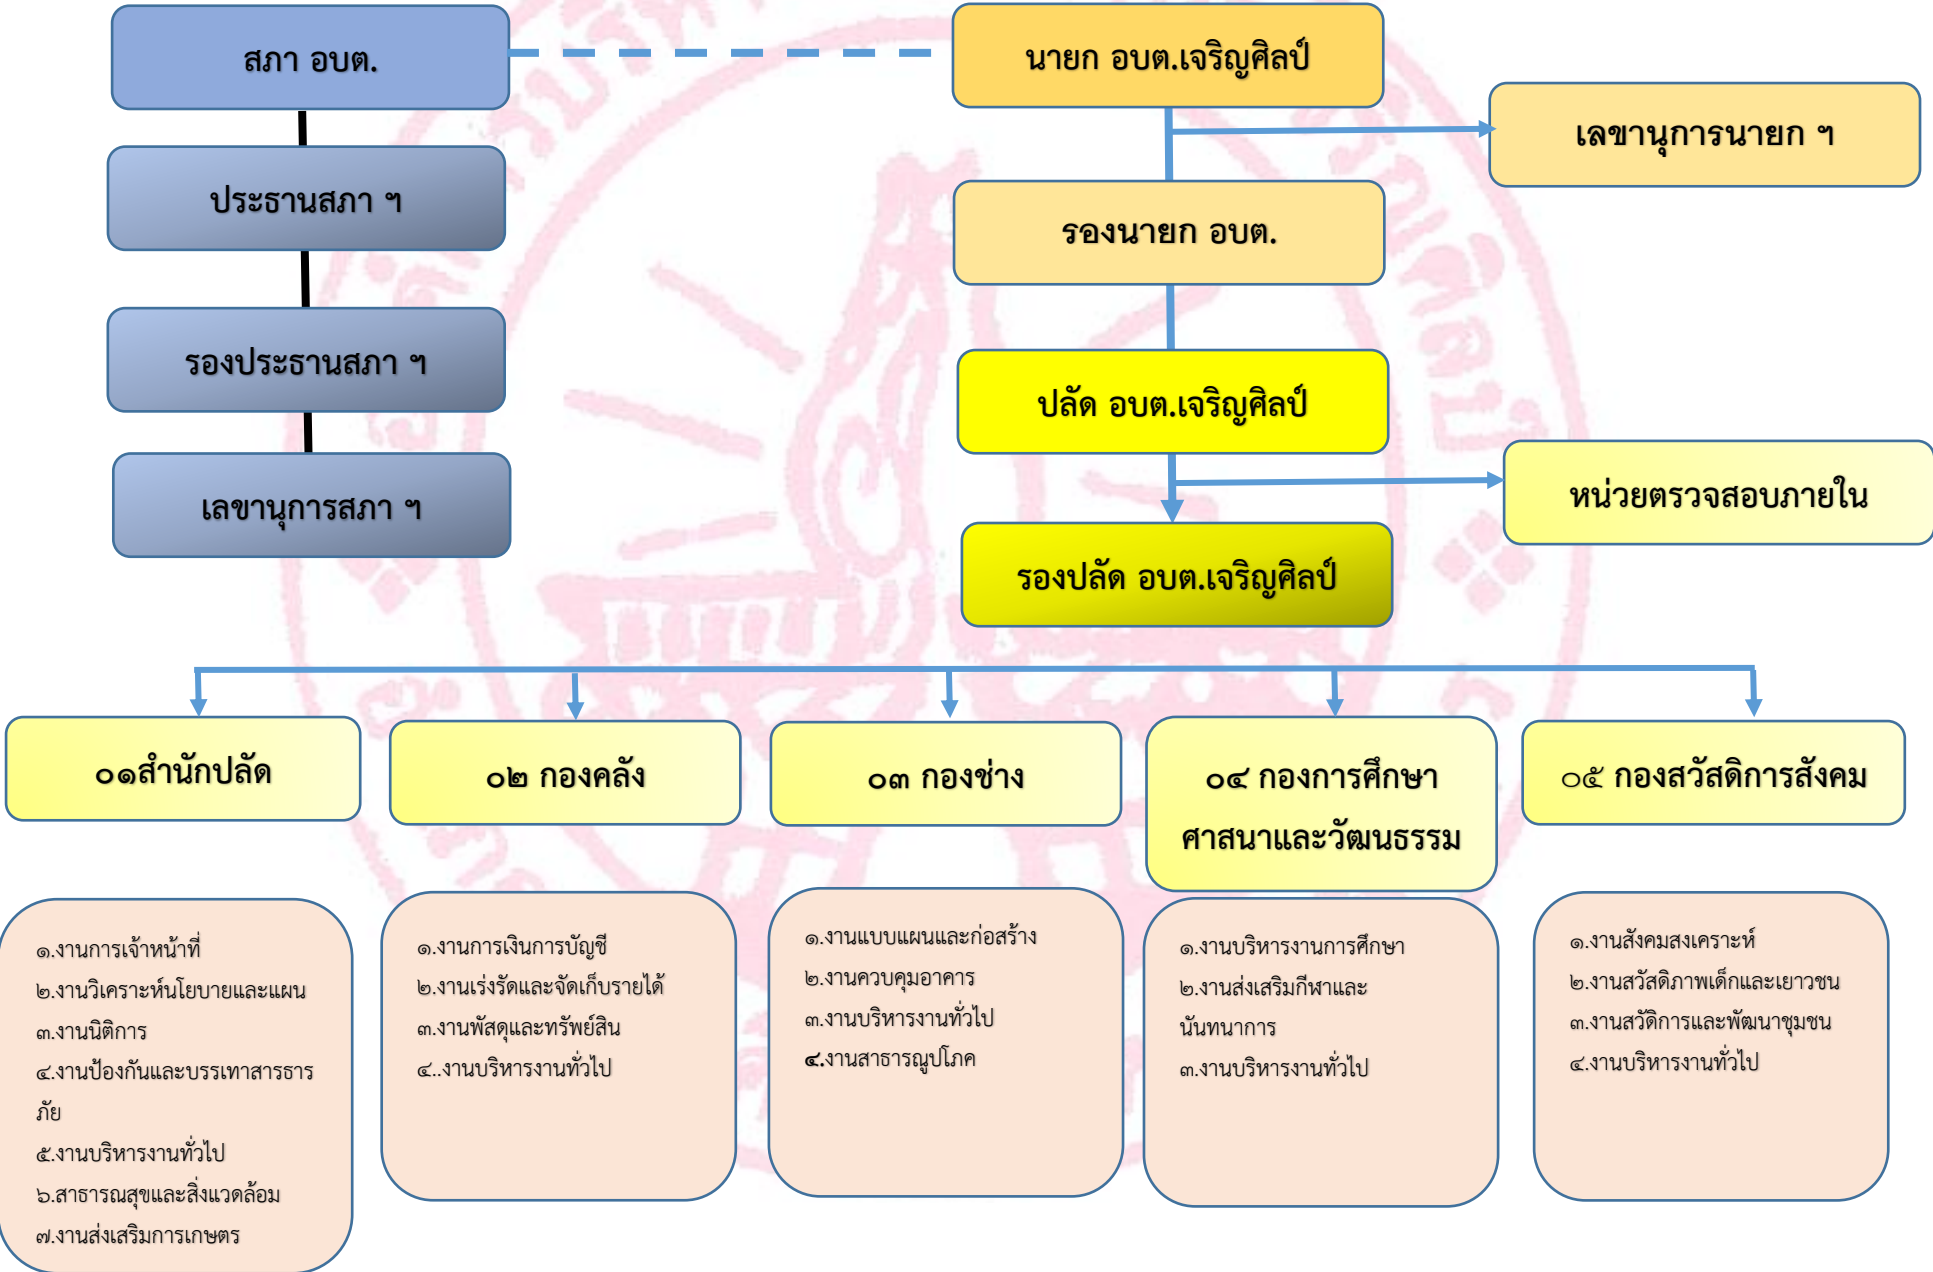 สภา อบต.
นายก อบต.เจริญศิลป์
เลขานุการนายก ฯ
ประธานสภา ฯ
รองนายก อบต.
รองประธานสภา ฯ
ปลัด อบต.เจริญศิลป์
เลขานุการสภา ฯ
หน่วยตรวจสอบภายใน
รองปลัด อบต.เจริญศิลป์
๐๑สำนักปลัด
๐๒ กองคลัง
๐๓ กองช่าง
๐๔ กองการศึกษา
ศาสนาและวัฒนธรรม
๐๕ กองสวัสดิการสังคม
๑.งานการเจ้าหน้าที่
๒.งานวิเคราะห์นโยบายและแผน
๓.งานนิติการ
๔.งานป้องกันและบรรเทาสารธาร
ภัย
๕.งานบริหารงานทั่วไป
๖.สาธารณสุขและสิ่งแวดล้อม
๗.งานส่งเสริมการเกษตร
๑.งานการเงินการบัญชี
๒.งานเร่งรัดและจัดเก็บรายได้
๓.งานพัสดุและทรัพย์สิน
๔..งานบริหารงานทั่วไป
๑.งานแบบแผนและก่อสร้าง
๒.งานควบคุมอาคาร
๓.งานบริหารงานทั่วไป
๔.งานสาธารณูปโภค
๑.งานบริหารงานการศึกษา
๒.งานส่งเสริมกีฬาและ
นันทนาการ
๓.งานบริหารงานทั่วไป
๑.งานสังคมสงเคราะห์
๒.งานสวัสดิภาพเด็กและเยาวชน
๓.งานสวัดิการและพัฒนาชุมชน
๔.งานบริหารงานทั่วไป